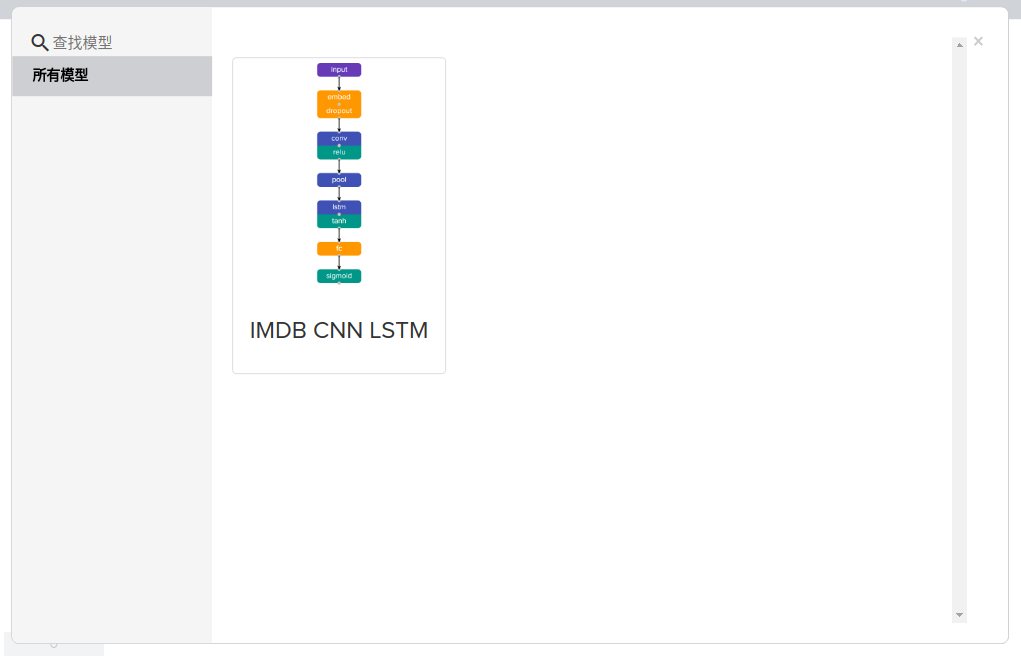 查找模型
所有模型
input
embed
dropout
conv
relu
pool
lstm
tanh
fc
sigmoid
IMDB CNN LSTM